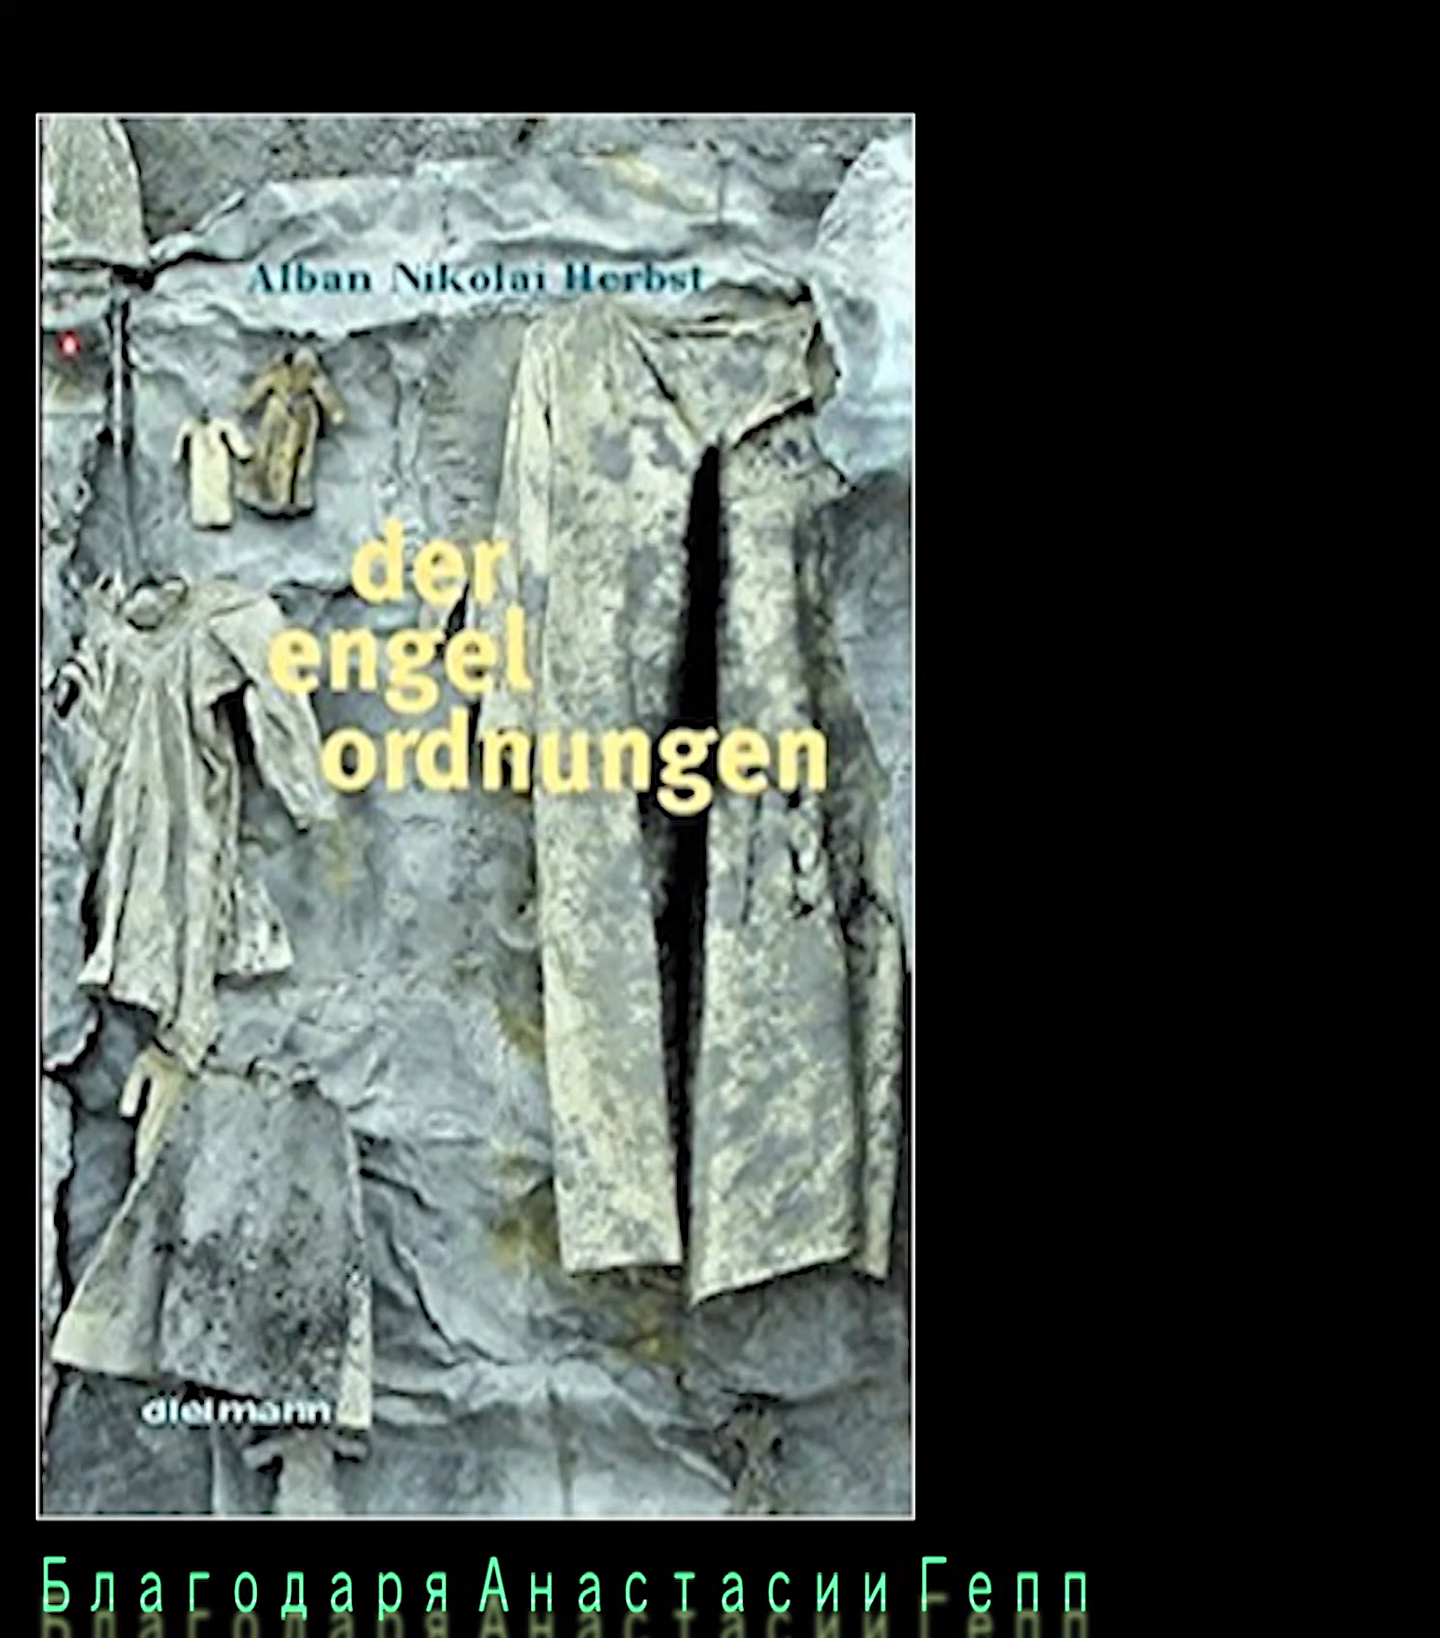 Alban Nikolai Herbst
der
engel
ordnungen
dielmann
Благодаря Анастасии Гепп